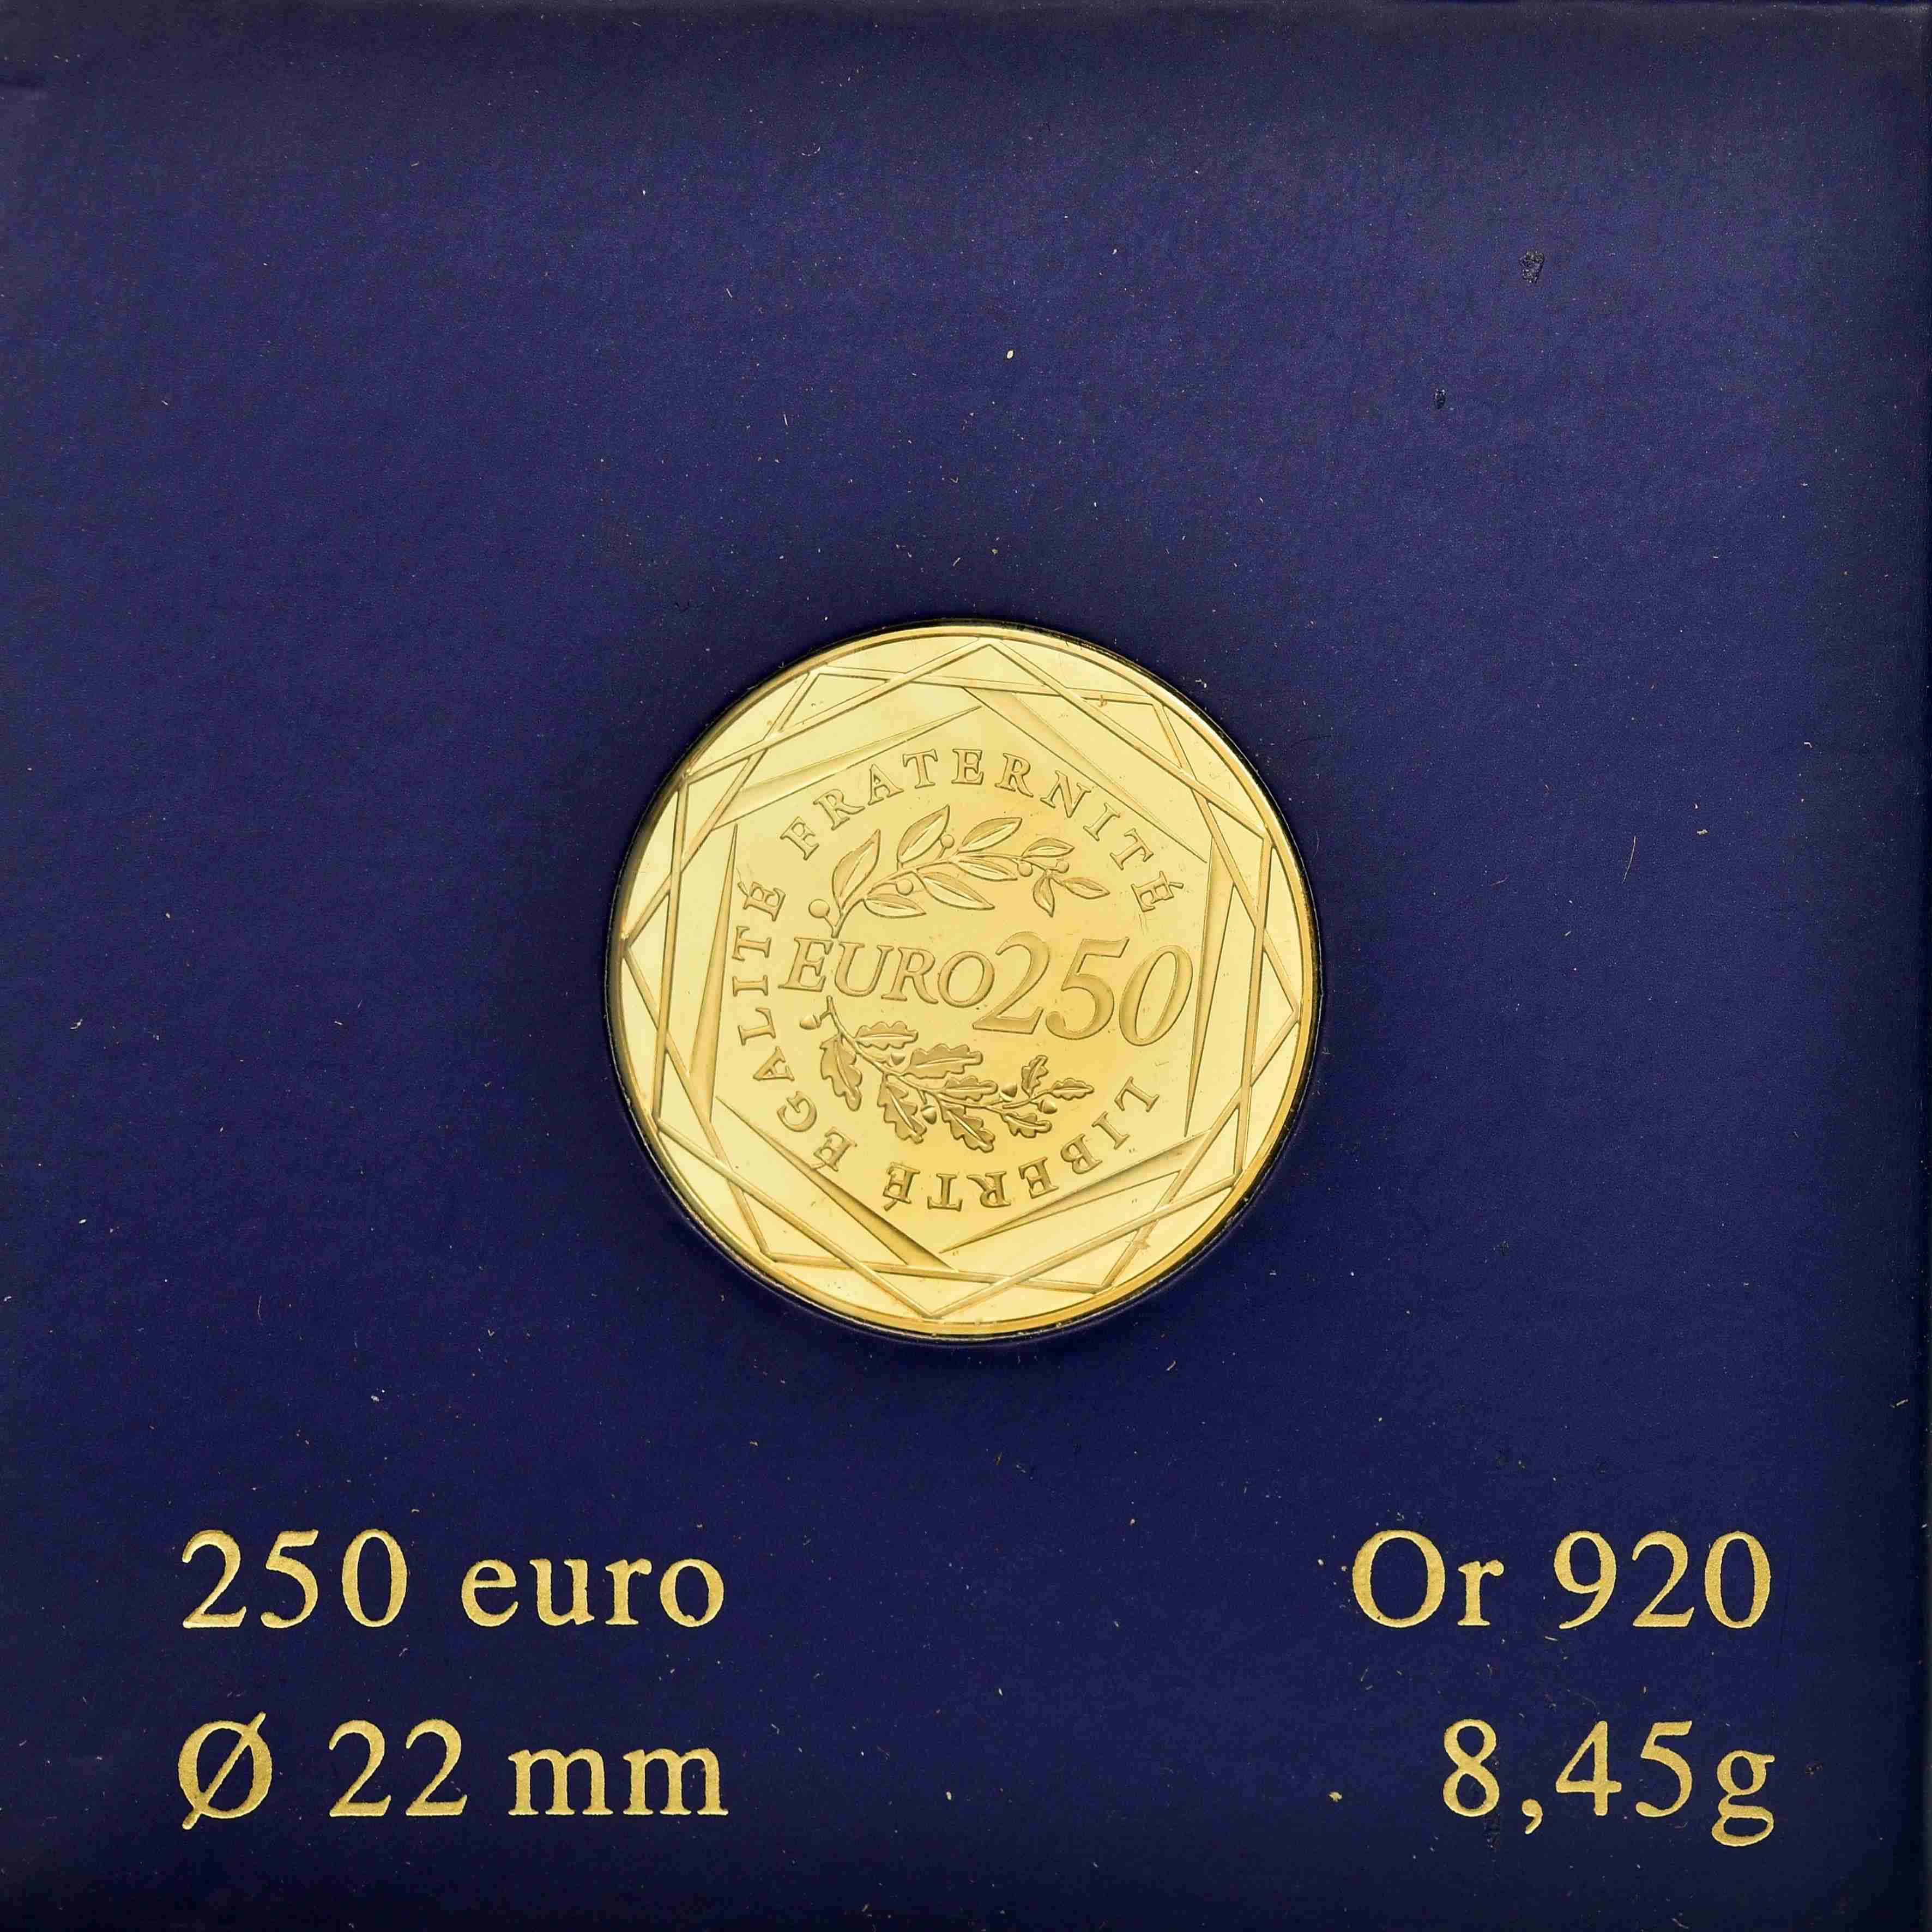 FRATERNITÉ
EURO 250
LIBERTÉ ÉGALITÉ
250 euro
Or 920
Ø 22 mm
8,45g